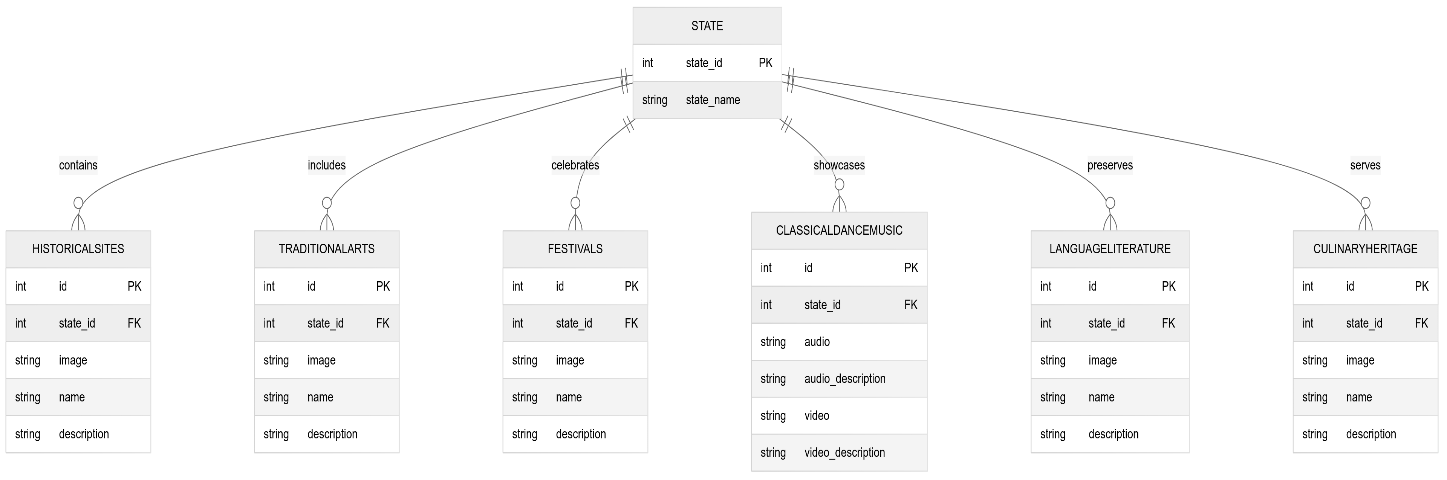 STATE
int state_id PK
string state_name
contains
includes
celebrates
showcases
preserves
serves
HISTORICALSITES
int id PK
int state_id FK
string image
string name
string description
TRADITIONALARTS
int id PK
int state_id FK
string image
string name
string description
FESTIVALS
int id PK
int state_id FK
string image
string name
string description
CLASSICALDANCEMUSIC
int id PK
int state_id FK
string audio
string audio_description
string video
string video_description
LANGUAGELITERATURE
int id PK
int state_id FK
string image
string name
string description
CULINARYHERITAGE
int id PK
int state_id FK
string image
string name
string description